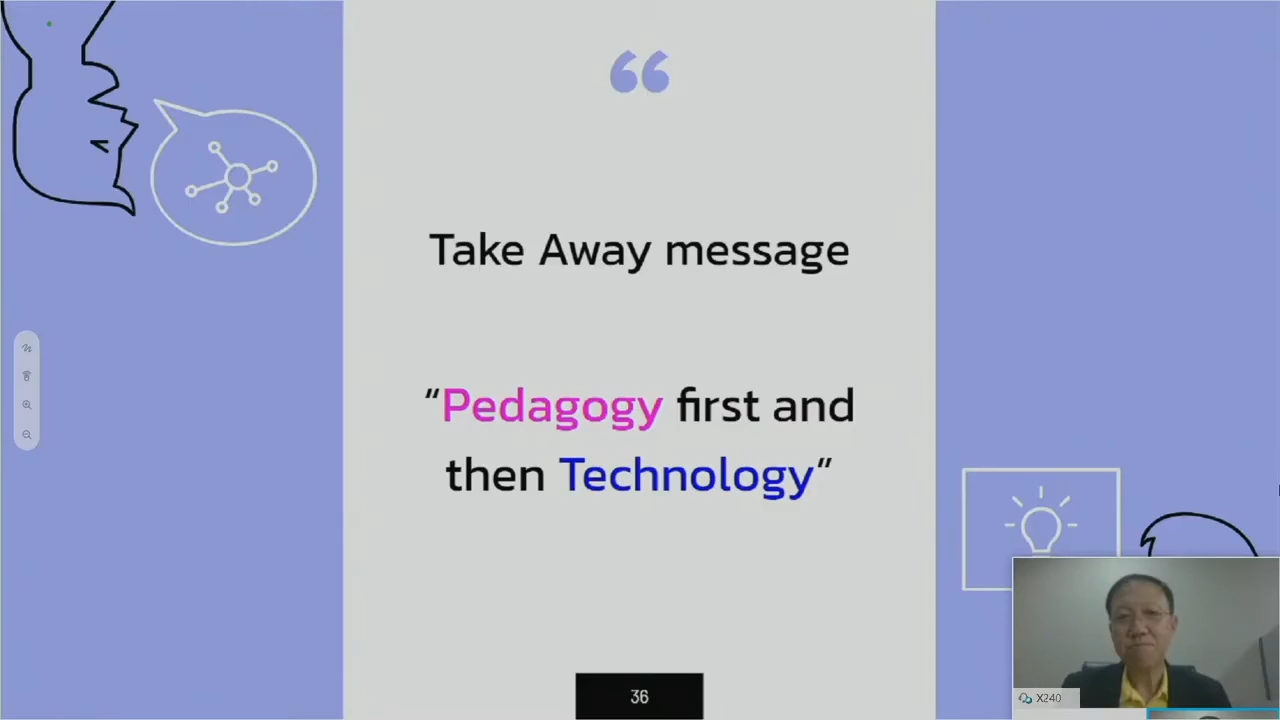 “
Take Away message
“Pedagogy first and
then Technology”
36
X240